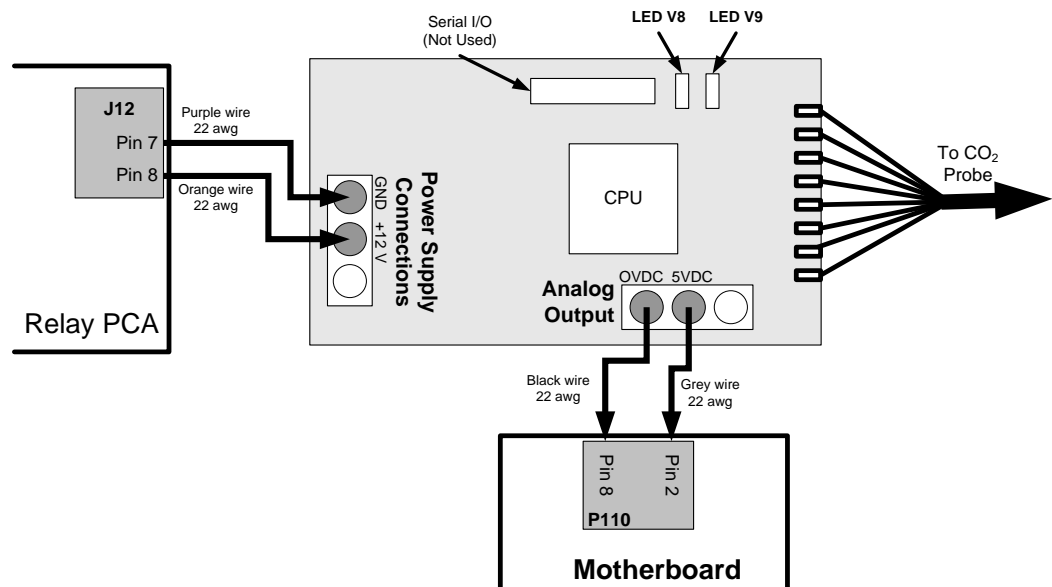 Serial I/O
(Not Used)
LED V8
LED V9
J12
Pin 7
Pin 8
Purple wire
22 awg
Orange wire
22 awg
GND
+12 V
Power Supply
Connections
CPU
To CO₂
Probe
Relay PCA
Analog
Output
OVDC
5VDC
Black wire
22 awg
Grey wire
22 awg
Pin 8
Pin 2
P110
Motherboard